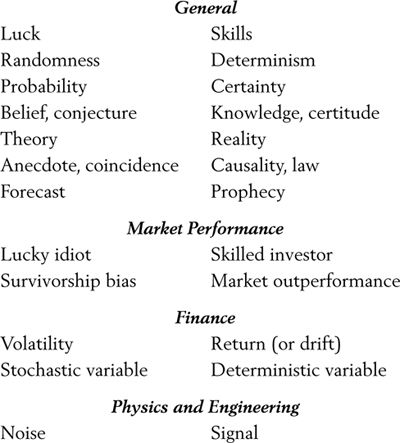 General
Luck Skills
Randomness Determinism
Probability Certainty
Belief, conjecture Knowledge, certitude
Theory Reality
Anecdote, coincidence Causality, law
Forecast Prophecy
Market Performance
Lucky idiot Skilled investor
Survivorship bias Market outperformance
Finance
Volatility Return (or drift)
Stochastic variable Deterministic variable
Physics and Engineering
Noise Signal